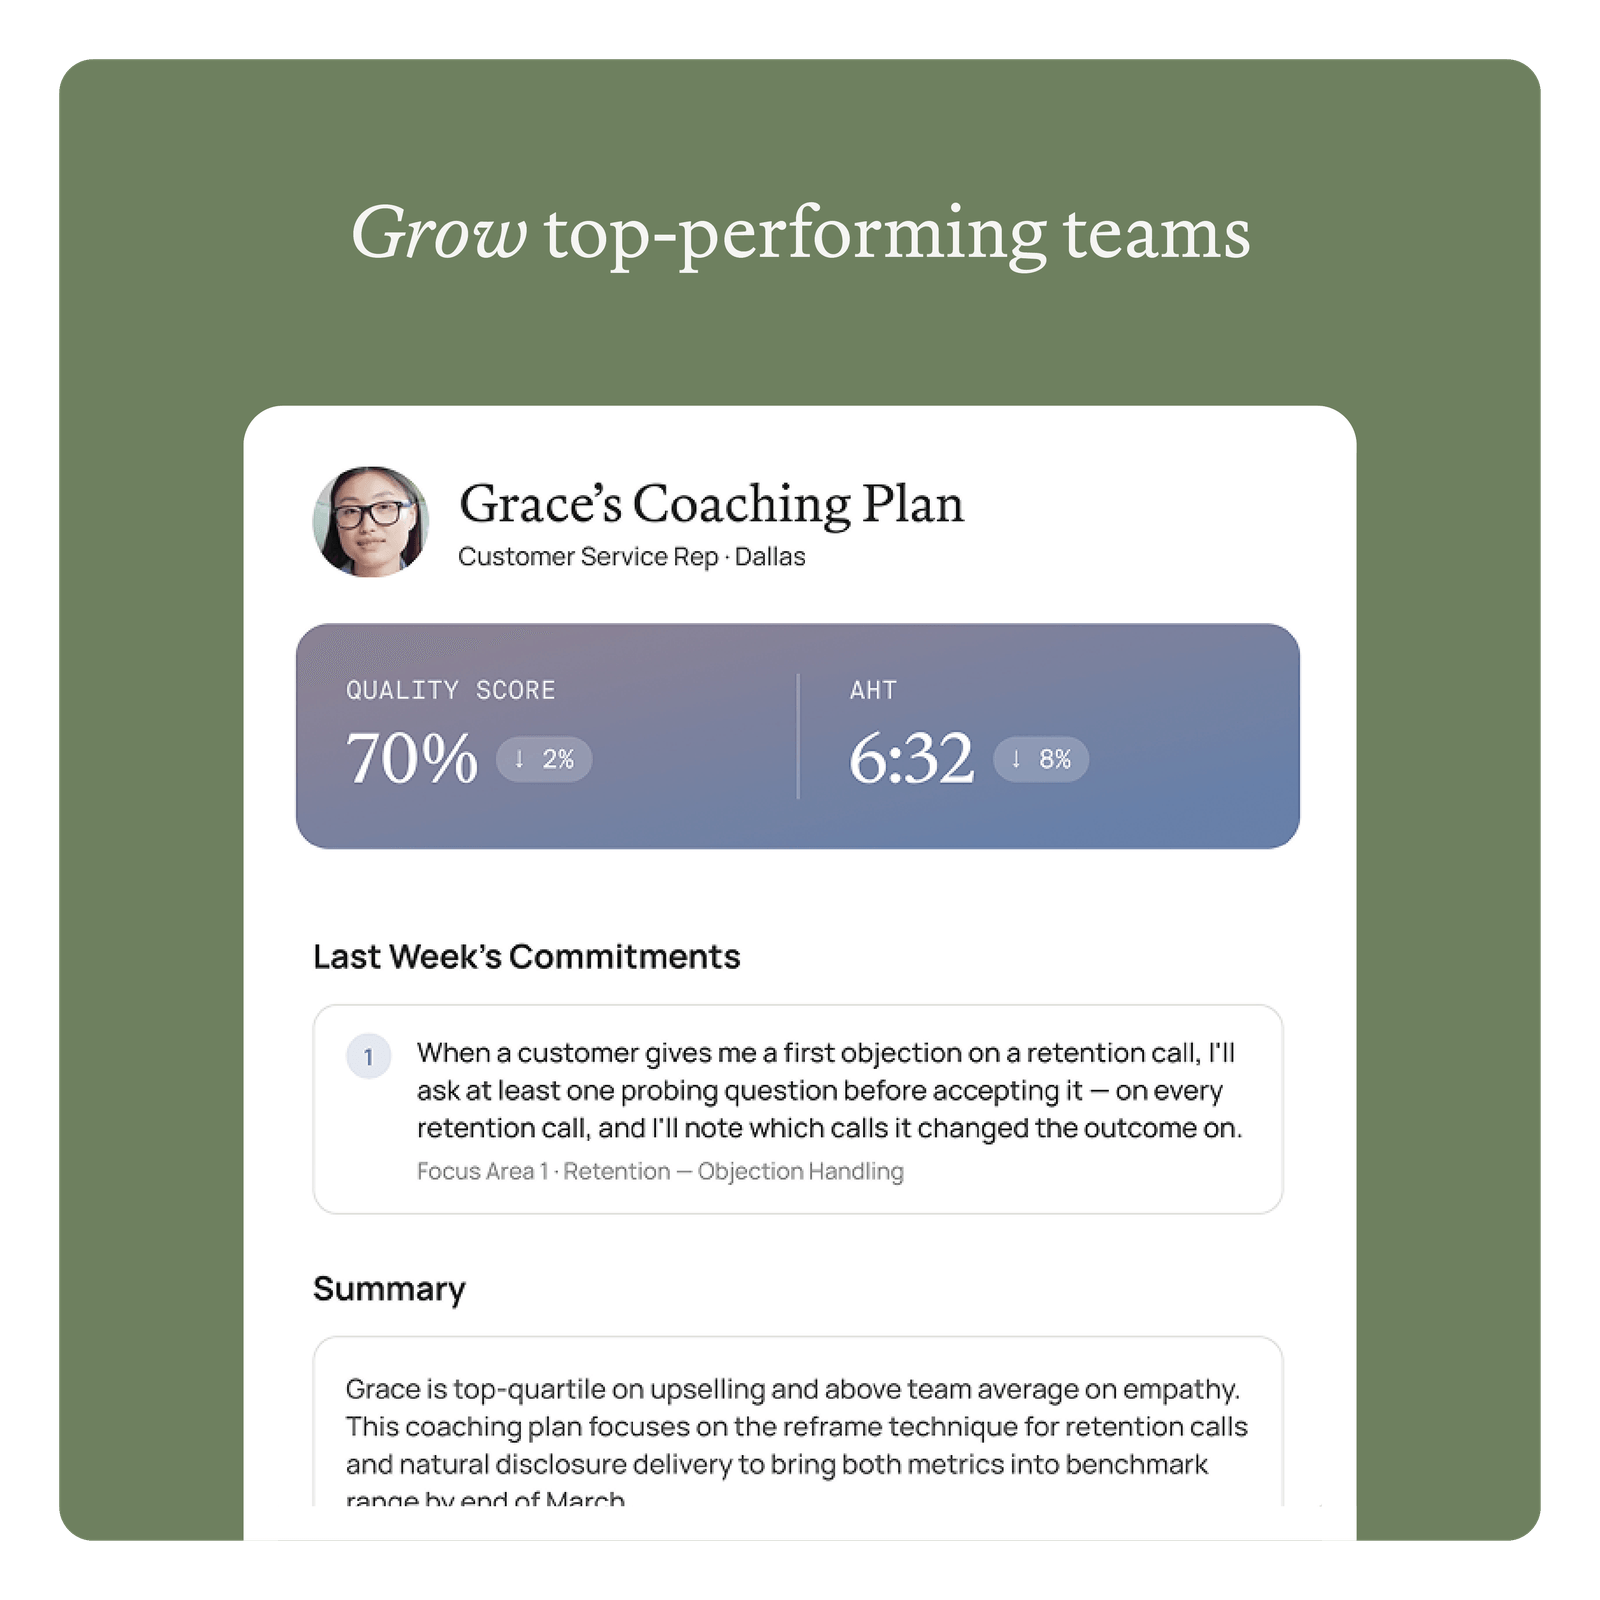 Grow top-performing teams
Grace’s Coaching Plan
Customer Service Rep · Dallas
QUALITY SCORE
70% ↓ 2%
AHT
6:32 ↓ 8%
Last Week’s Commitments
1
When a customer gives me a first objection on a retention call, I'll
ask at least one probing question before accepting it — on every
retention call, and I'll note which calls it changed the outcome on.
Focus Area 1 · Retention — Objection Handling
Summary
Grace is top-quartile on upselling and above team average on empathy.
This coaching plan focuses on the reframe technique for retention calls
and natural disclosure delivery to bring both metrics into benchmark
range by end of March